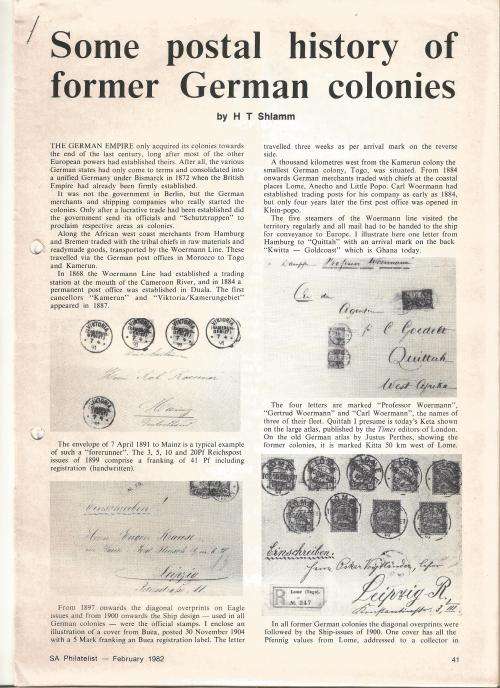 Some postal history of
former German colonies
by H T Shlamm
THE GERMAN EMPIRE only acquired its colonies towards
the end of the last century, long after most of the other
European powers had established theirs. After all, the various
German states had only come to terms and consolidated into
a unified Germany under Bismarck in 1872 when the British
Empire had already been firmly established.
It was not the government in Berlin, but the German
merchants and shipping companies who really started the
colonies. Only after a lucrative trade had been established did
the government send its officials and "Schutztruppen" to
proclaim respective areas as colonies.
Along the African west coast merchants from Hamburg
and Bremen traded with the tribal chiefs in raw materials and
readymade goods, transported by the Woermann Line. These
travelled via the German post offices in Morocco to Togo
and Kamerun.
In 1868 the Woermann Line had established a trading
station at the mouth of the Cameroon River, and in 1884 a
permanent post office was established in Duala. The first
cancellors "Kamerun" and "Viktoria/Kamerungebiet"
appeared in 1887.
The envelope of 7 April 1891 to Mainz is a typical example
of such a "forerunner". The 3, 5, 10 and 20Pf Reichspost
issues of 1899 comprise a franking of 41 Pf including
registration (handwritten).
Einschreiben
Leipzig
From 1897 onwards the diagonal overprints on Eagle
issues and from 1900 onwards the Ship design — used in all
German colonies — were the official stamps. I enclose an
illustration of a cover from Buea, posted 30 November 1904
with a 5 Mark franking an Buea registration label. The letter
travelled three weeks as per arrival mark on the reverse
side.
A thousand kilometres west from the Kamerun colony the
smallest German colony, Togo, was situated. From 1884
onwards German merchants traded with chiefs at the coastal
places Lome, Anecho and Little Popo. Carl Woermann had
established trading posts for his company as early as 1884,
but only four years later the first post office was opened in
Klein-popo.
The five steamers of the Woermann line visited the
territory regularly and all mail had to be handed to the ship
for conveyance to Europe. I illustrate here one letter from
Hamburg to "Quittah" with an arrival mark on the back
"Kwitta — Goldcock" which is Ghana today.
Professor Woermann
C Goedelt
Quittah
West Afrika
The four letters are marked "Professor Woermann",
"Gertrud Woermann" and "Carl Woermann", the names of
three of their fleet. Quittah I presume is today's Keta shown
on the large atlas, published by the Times editors of London.
On the old German atlas by Justus Perthes, showing the
former colonies, it is marked Kitta 50 km west of Lome.
Einschreiben.
Herrn Oskar
Leipzig R.
R
Lome (Togo).
№ 247
In all former German colonies the diagonal overprints were
followed by the Ship-issues of 1900. One cover has all the
Pfennig values from Lome, addressed to a collector in
SA Philatelist — February 1982
41